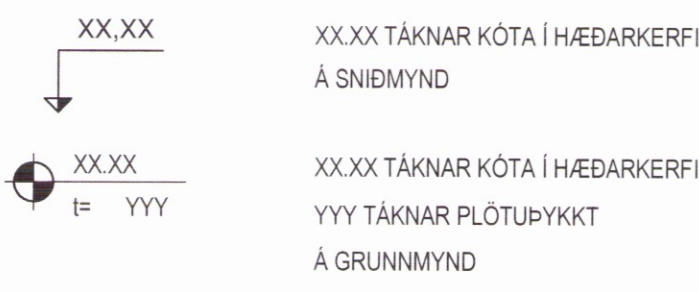 XX,XX
XX.XX TÁKNAR KÓTA Í HÆÐARKERFI
Á SNIÐMYND
XX.XX
t= YYY
XX.XX TÁKNAR KÓTA Í HÆÐARKERFI
YYY TÁKNAR PLÖTUÞYKKT
Á GRUNNMYND